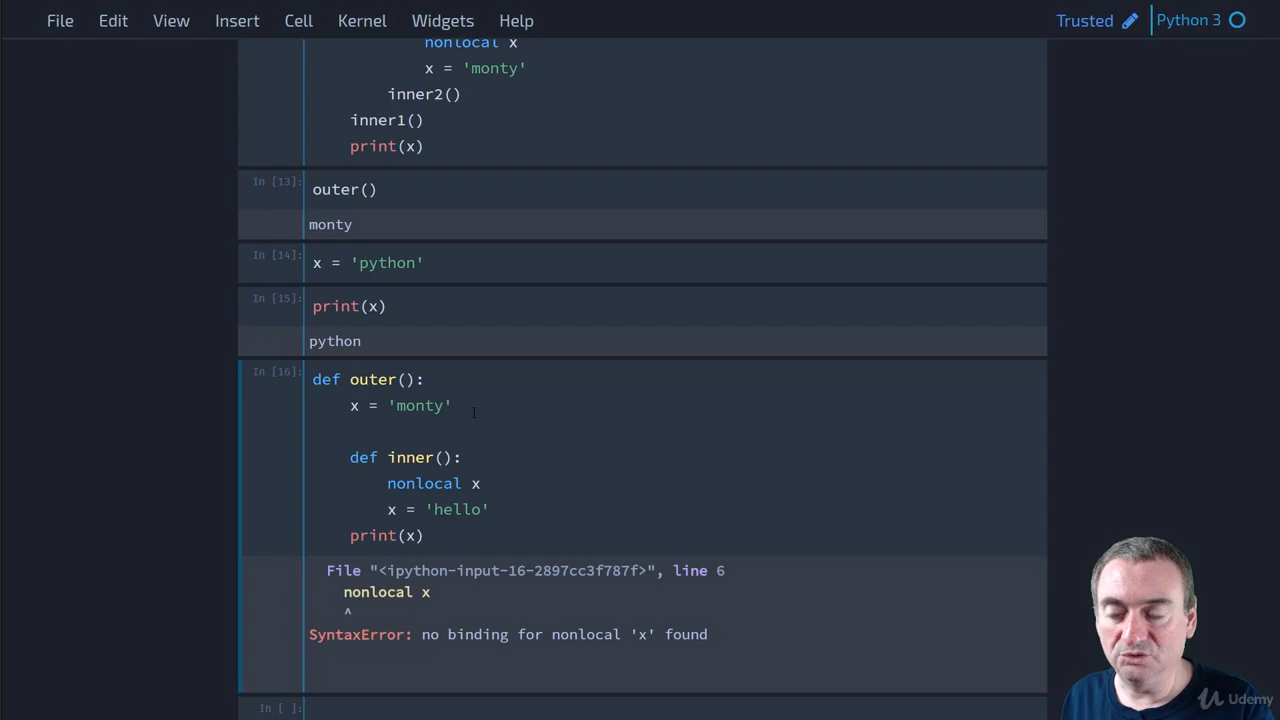 File Edit View Insert Cell Kernel Widgets Help Trusted Python 3
nonlocal x
x = 'monty'
inner2()
inner1()
print(x)
In [13]: outer()
monty
In [14]: x = 'python'
In [15]: print(x)
python
In [16]: def outer():
x = 'monty'
def inner():
nonlocal x
x = 'hello'
print(x)
File "<ipython-input-16-2897cc3f787f>", line 6
nonlocal x
^
SyntaxError: no binding for nonlocal 'x' found
In [ ]:
Udemy